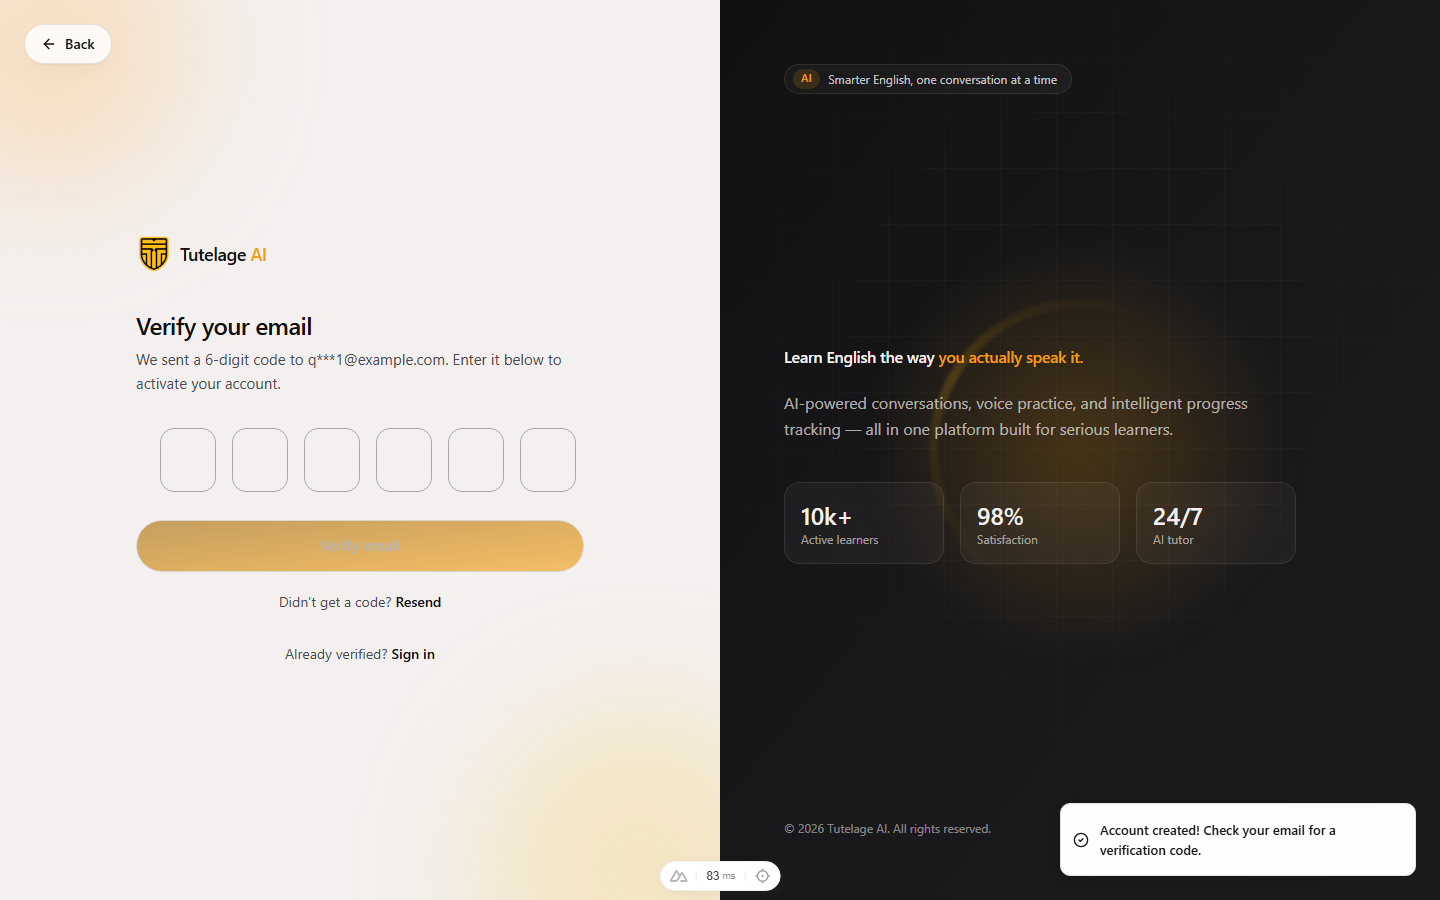 Back
Tutelage AI
Verify your email
We sent a 6-digit code to q***1@example.com. Enter it below to
activate your account.
Verify email
Didn't get a code? Resend
Already verified? Sign in
AI Smarter English, one conversation at a time
Learn English the way you actually speak it.
AI-powered conversations, voice practice, and intelligent progress
tracking — all in one platform built for serious learners.
10k+
Active learners
98%
Satisfaction
24/7
AI tutor
© 2026 Tutelage AI. All rights reserved.
Account created! Check your email for a
verification code.
83 ms